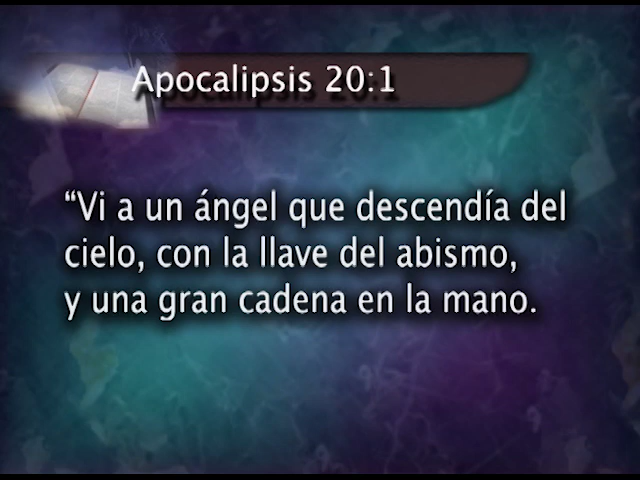 Apocalipsis 20:1
“Vi a un ángel que descendía del
cielo, con la llave del abismo,
y una gran cadena en la mano.